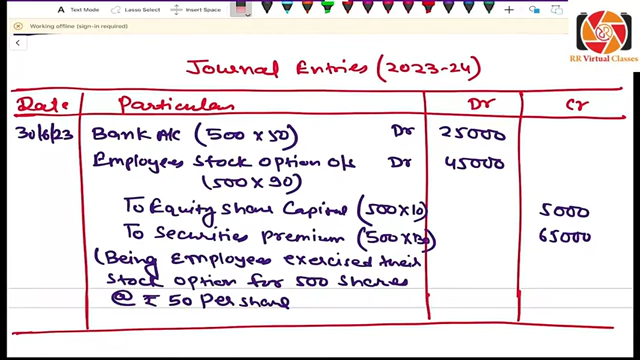 Text Mode
Lasso Select
Insert Space
Working offline (sign-in required)
RR Virtual Classes
Journal Entries (2023-24)
Date Particulars Dr Cr
30/6/23 Bank A/c (500 x 50) Dr 25000
Employees Stock Option o/s Dr 45000
(500 x 90)
To Equity Share Capital (500 x 10) 5000
To Securities Premium (500 x 130) 65000
(Being Employees exercised their
stock option for 500 shares
@ ₹ 50 Per share